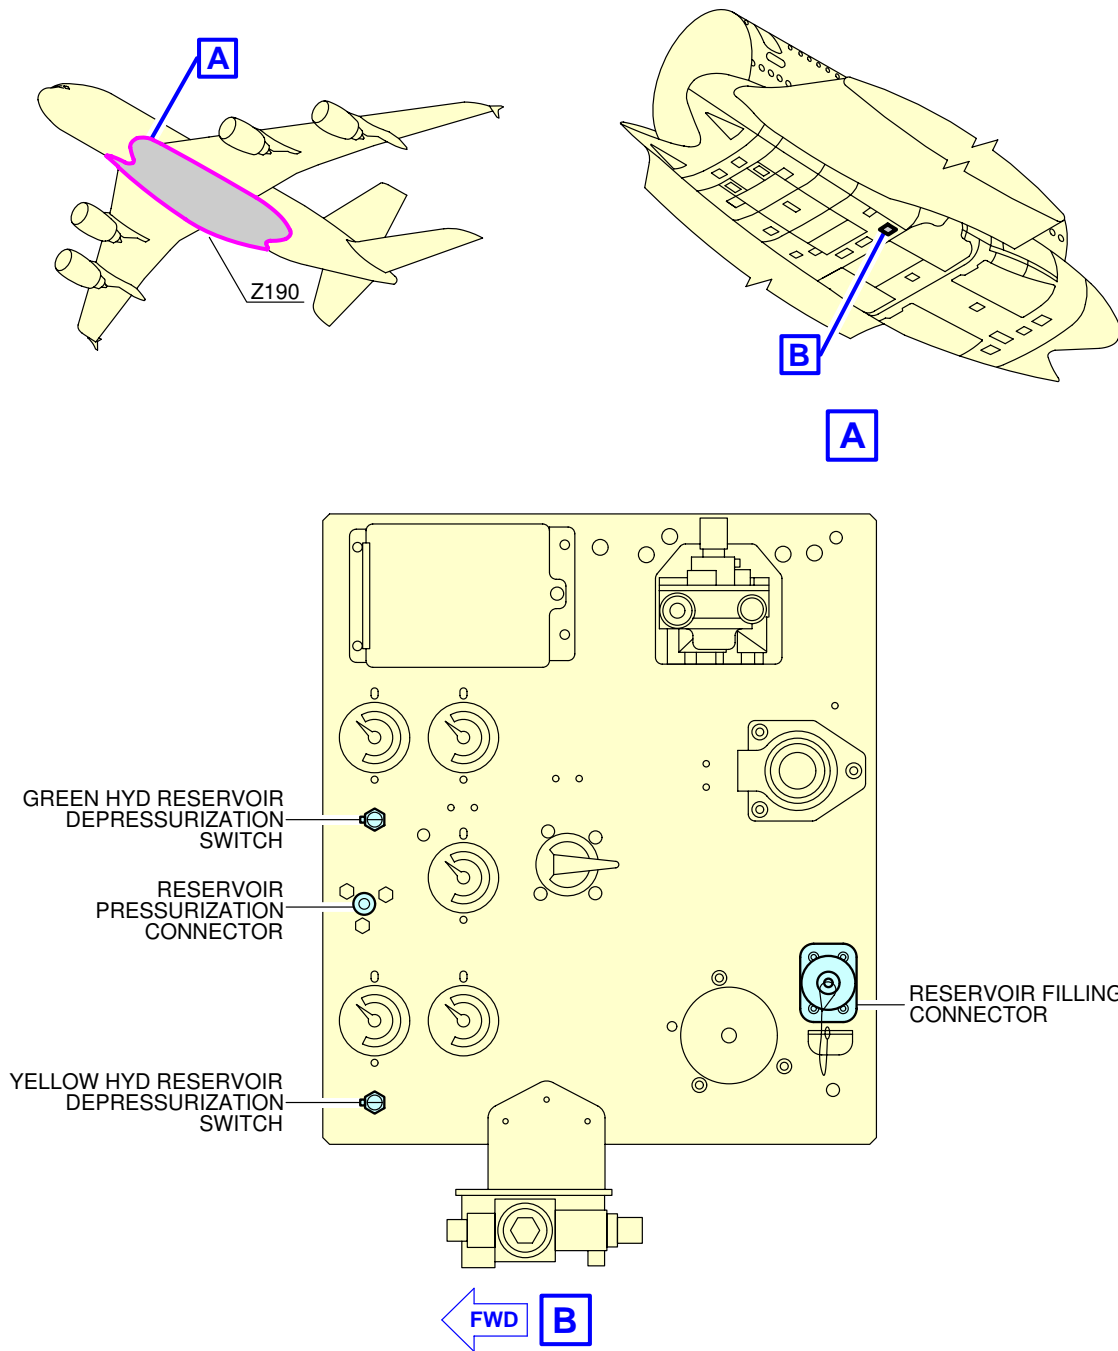 A
Z190
B
A
GREEN HYD RESERVOIR
DEPRESSURIZATION
SWITCH
RESERVOIR
PRESSURIZATION
CONNECTOR
RESERVOIR FILLING
CONNECTOR
YELLOW HYD RESERVOIR
DEPRESSURIZATION
SWITCH
FWD
B